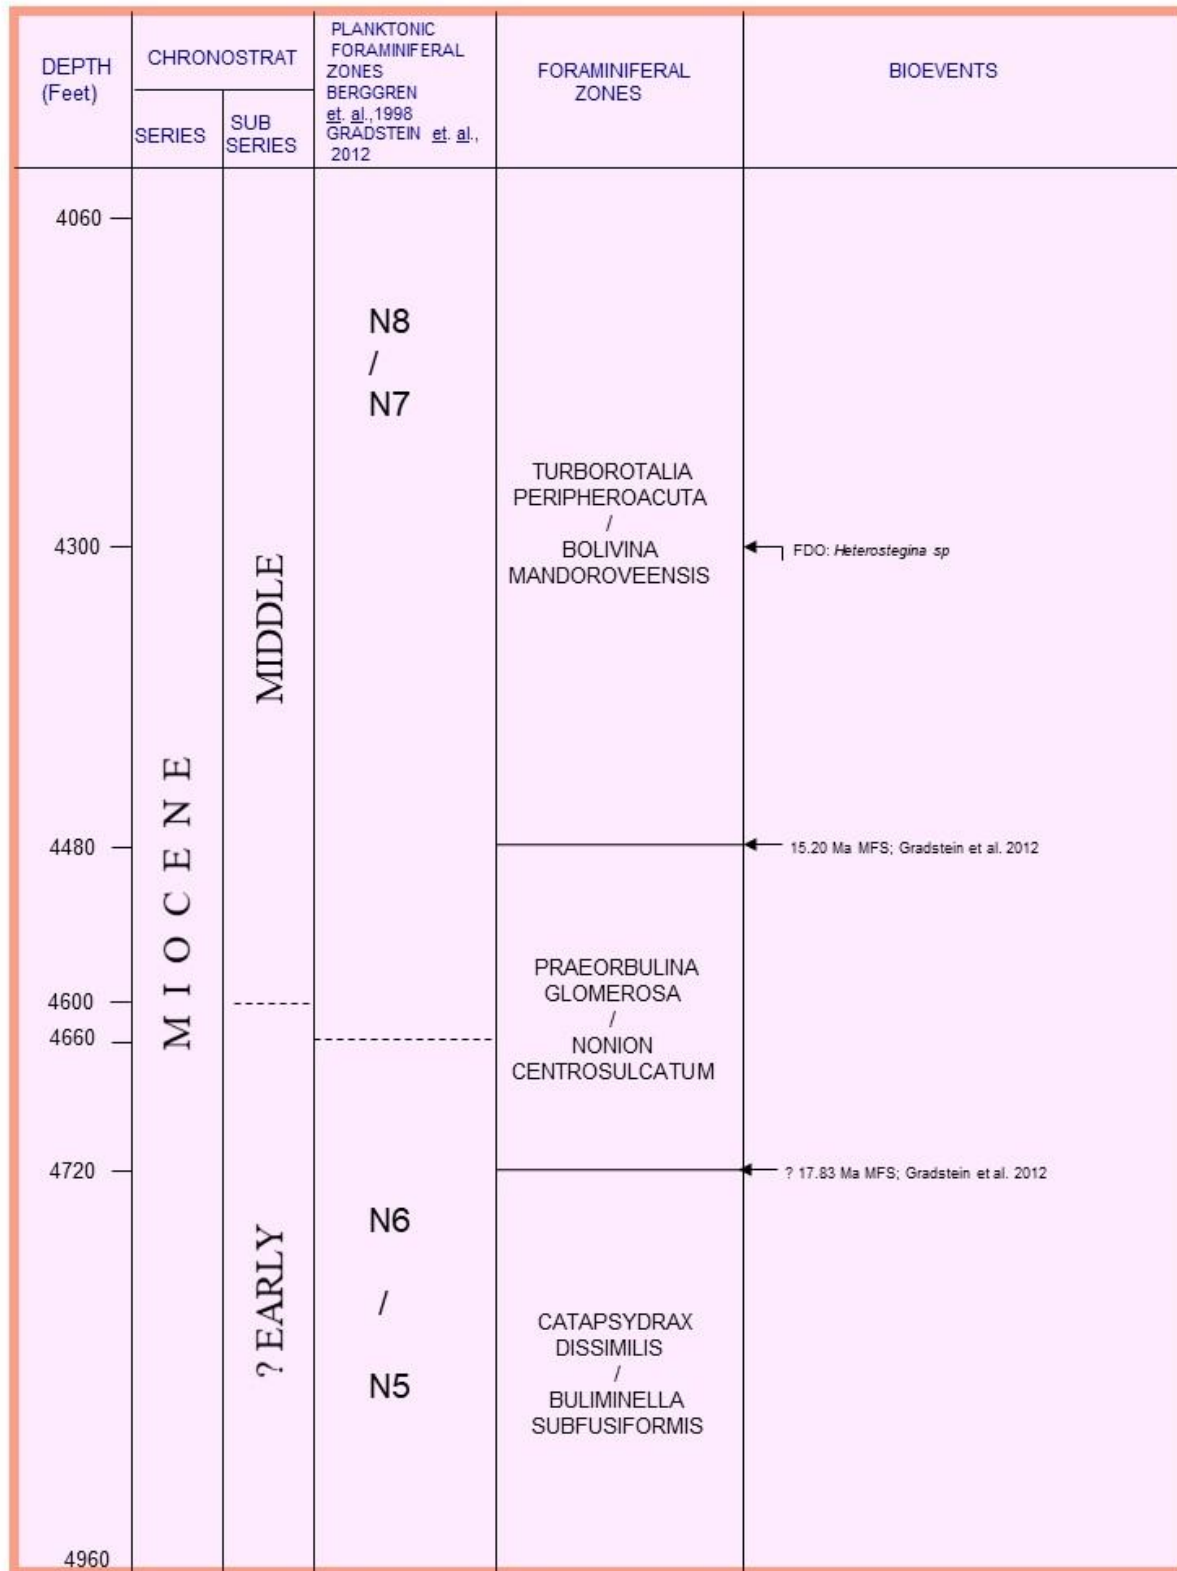 DEPTH
(Feet)
CHRONOSTRAT
SERIES
SUB
SERIES
PLANKTONIC
FORAMINIFERAL
ZONES
BERGGREN
et. al.,1998
GRADSTEIN et. al.,
2012
FORAMINIFERAL
ZONES
BIOEVENTS
4060
4300
4480
4600
4660
4720
4960
MIOCENE
MIDDLE
? EARLY
N8
/
N7
N6
/
N5
TURBOROTALIA
PERIPHEROACUTA
/
BOLIVINA
MANDOROVEENSIS
PRAEORBULINA
GLOMEROSA
/
NONION
CENTROSULCATUM
CATAPSYDRAX
DISSIMILIS
/
BULIMINELLA
SUBFUSIFORMIS
FDO: Heterostegina sp
15.20 Ma MFS; Gradstein et al. 2012
? 17.83 Ma MFS; Gradstein et al. 2012